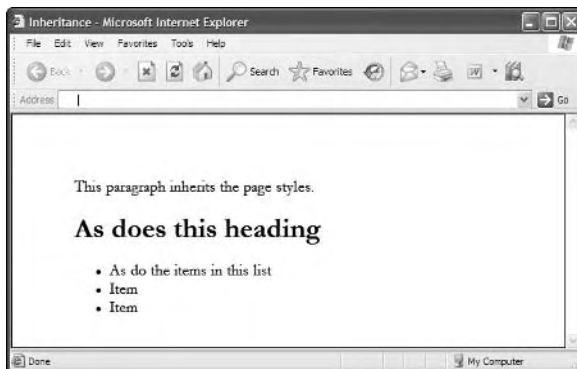 Inheritance - Microsoft Internet Explorer
File Edit View Favorites Tools Help
Back Search Favorites
Address Go
This paragraph inherits the page styles.
As does this heading
• As do the items in this list
• Item
• Item
Done My Computer